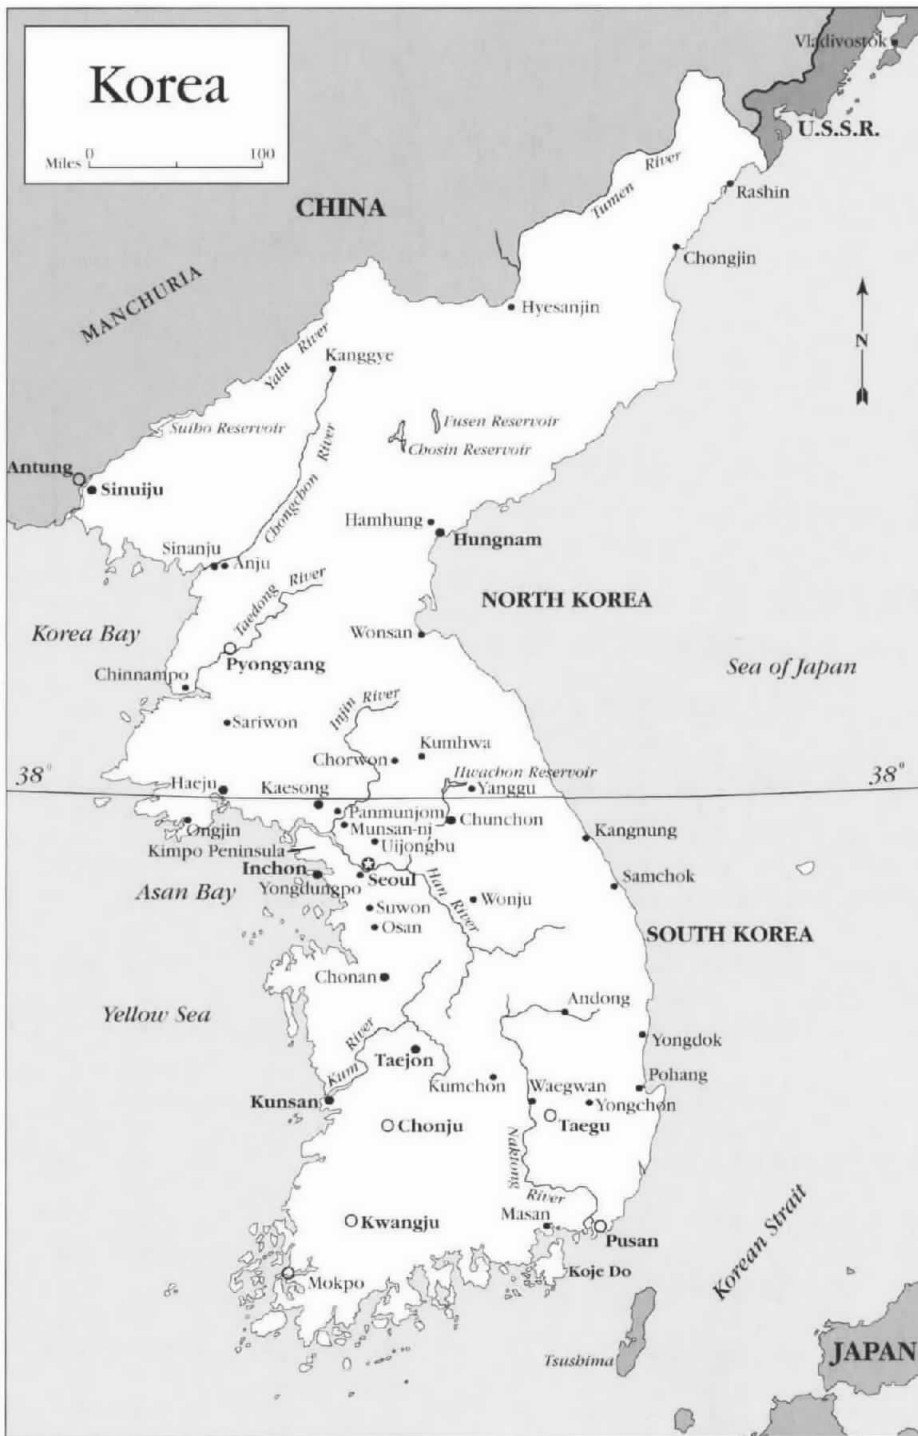 Korea
Miles 0 100
Vladivostok
U.S.S.R.
Tumen River
Rashin
CHINA
Chongjin
MANCHURIA
Hyesanjin
N
Yalu River
Kanggye
Suiho Reservoir
Fusen Reservoir
Chosin Reservoir
Chongchon River
Antung
Sinuiju
Hamhung
Hungnam
Sinanju
Anju
Taedong River
NORTH KOREA
Korea Bay
Wonsan
Pyongyang
Sea of Japan
Chinnampo
Injin River
Sariwon
Kumhwa
Chorwon
Hwachon Reservoir
38°
38°
Haeju
Kaesong
Yanggu
Panmunjom
Ongjin
Munsan-ni
Chunchon
Kangnung
Uijongbu
Kimpo Peninsula
Inchon
Seoul
Samchok
Asan Bay
Yongdungpo
Han River
Wonju
Suwon
Osan
SOUTH KOREA
Chonan
Yellow Sea
Andong
Kum River
Yongdok
Taejon
Kumchon
Waegwan
Pohang
Kunsan
Yongchon
Chonju
Taegu
Naktong River
Kwangju
Masan
Pusan
Korean Strait
Mokpo
Koje Do
Tsushima
JAPAN